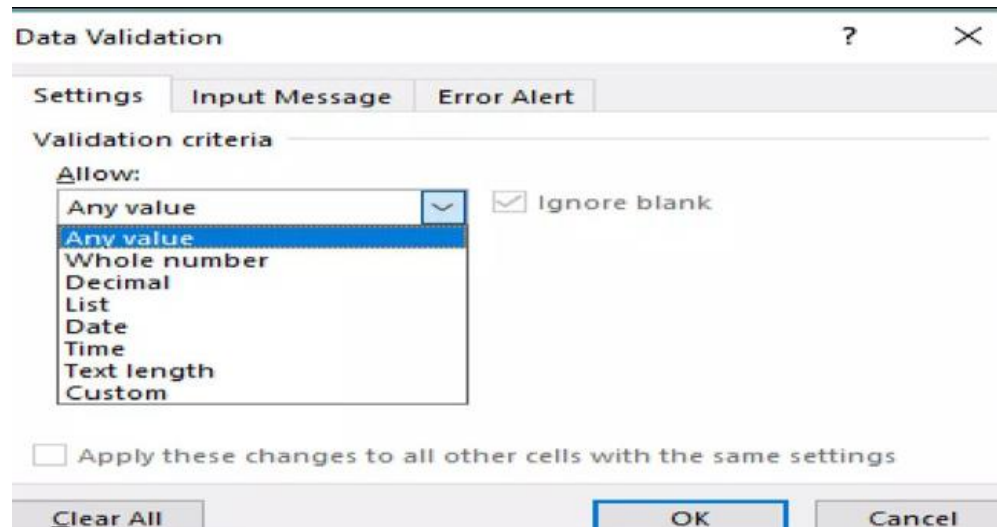 Data Validation ?
Settings Input Message Error Alert
Validation criteria
Allow:
Any value Ignore blank
Any value
Whole number
Decimal
List
Date
Time
Text length
Custom
Apply these changes to all other cells with the same settings
Clear All OK Cancel